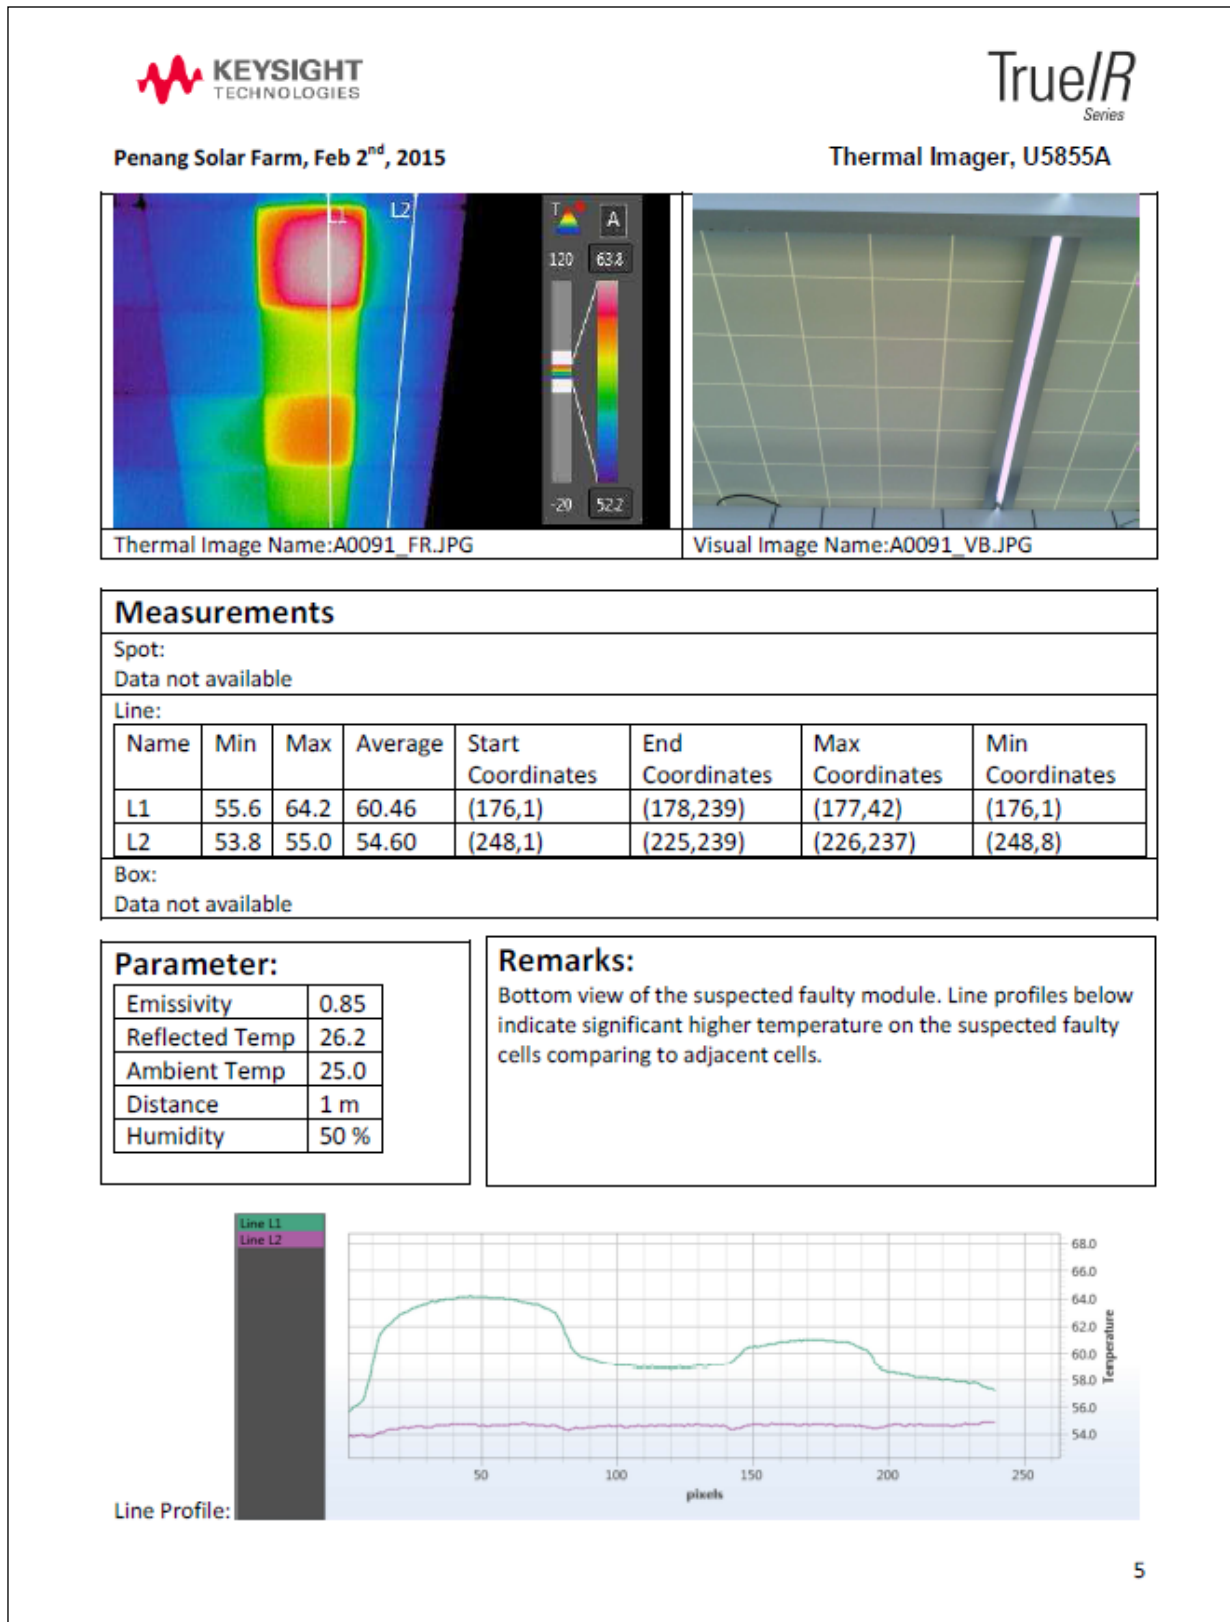 KEYSIGHT
TECHNOLOGIES
TrueIR
Series
Penang Solar Farm, Feb 2nd, 2015
Thermal Imager, U5855A
L1
L2
T
A
120
63.8
-20
52.2
Thermal Image Name:A0091_FR.JPG
Visual Image Name:A0091_VB.JPG
Measurements
Spot:
Data not available
Line:
Name Min Max Average Start Coordinates End Coordinates Max Coordinates Min Coordinates
L1 55.6 64.2 60.46 (176,1) (178,239) (177,42) (176,1)
L2 53.8 55.0 54.60 (248,1) (225,239) (226,237) (248,8)
Box:
Data not available
Parameter:
Emissivity 0.85
Reflected Temp 26.2
Ambient Temp 25.0
Distance 1 m
Humidity 50 %
Remarks:
Bottom view of the suspected faulty module. Line profiles below
indicate significant higher temperature on the suspected faulty
cells comparing to adjacent cells.
Line L1
Line L2
68.0
66.0
64.0
62.0
60.0
58.0
56.0
54.0
Temperature
50 100 150 200 250
pixels
Line Profile:
5